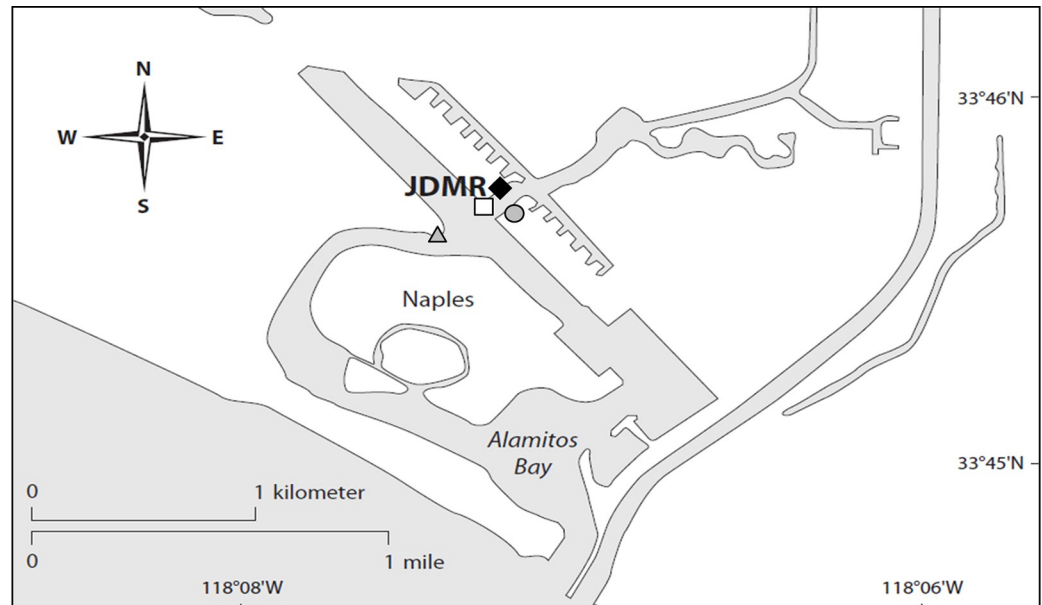 N
33°46'N
W
E
S
JDMR
Naples
Alamitos
Bay
33°45'N
0
1 kilometer
0
1 mile
118°08'W
118°06'W